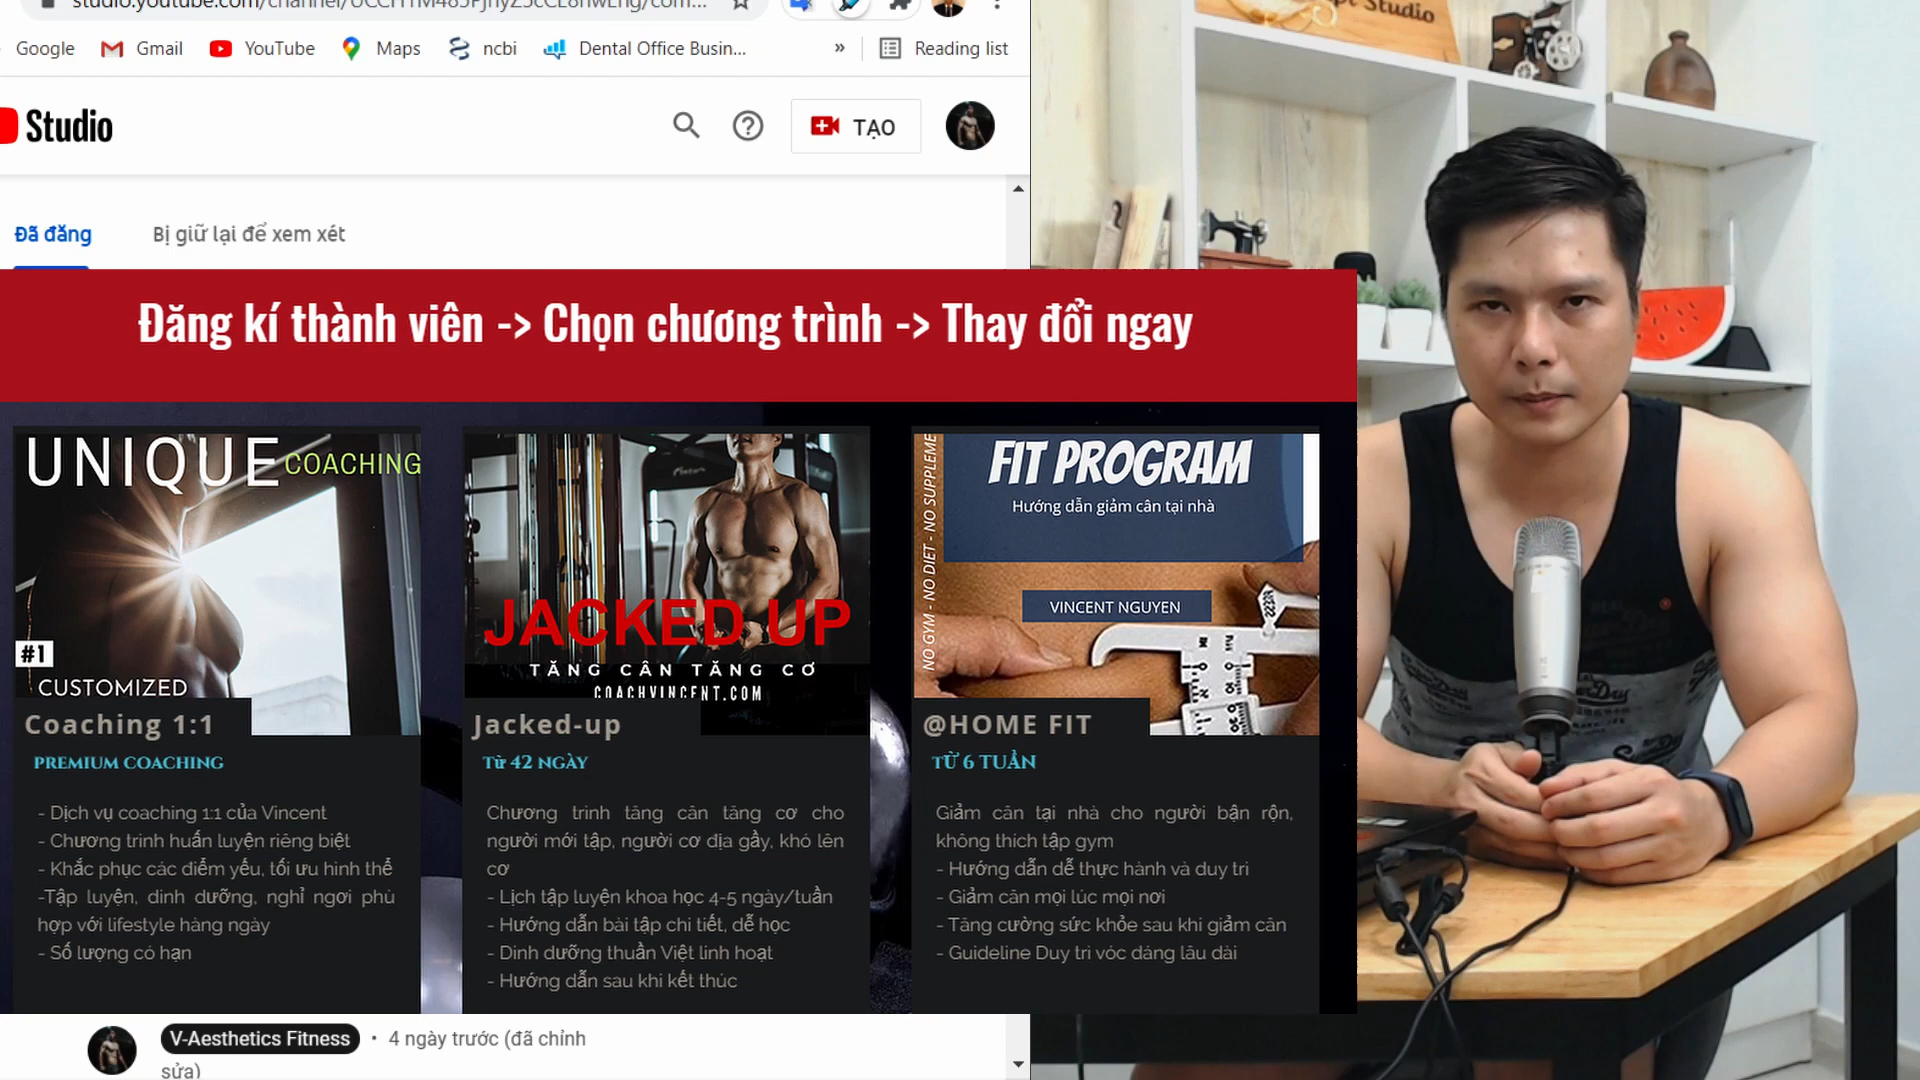 Google
Gmail
YouTube
Maps
ncbi
Dental Office Busin...
»
Reading list
Studio
TẠO
Đã đăng
Bị giữ lại để xem xét
Đăng kí thành viên -> Chọn chương trình -> Thay đổi ngay
UNIQUE COACHING
#1
CUSTOMIZED
Coaching 1:1
PREMIUM COACHING
- Dịch vụ coaching 1:1 của Vincent
- Chương trình huấn luyện riêng biệt
- Khắc phục các điểm yếu, tối ưu hình thể
-Tập luyện, dinh dưỡng, nghỉ ngơi phù
hợp với lifestyle hàng ngày
- Số lượng có hạn
JACKED UP
TĂNG CÂN TĂNG CƠ
COACHVINCENT.COM
Jacked-up
Từ 42 NGÀY
Chương trình tăng cân tăng cơ cho
người mới tập, người cơ địa gầy, khó lên
cơ
- Lịch tập luyện khoa học 4-5 ngày/tuần
- Hướng dẫn bài tập chi tiết, dễ học
- Dinh dưỡng thuần Việt linh hoạt
- Hướng dẫn sau khi kết thúc
FIT PROGRAM
Hướng dẫn giảm cân tại nhà
NO GYM - NO DIET - NO SUPPLEME
VINCENT NGUYEN
@HOME FIT
TỪ 6 TUẦN
Giảm cân tại nhà cho người bận rộn,
không thích tập gym
- Hướng dẫn dễ thực hành và duy trì
- Giảm cân mọi lúc mọi nơi
- Tăng cường sức khỏe sau khi giảm cân
- Guideline Duy trì vóc dáng lâu dài
V-Aesthetics Fitness • 4 ngày trước (đã chỉnh
sửa)
Studio